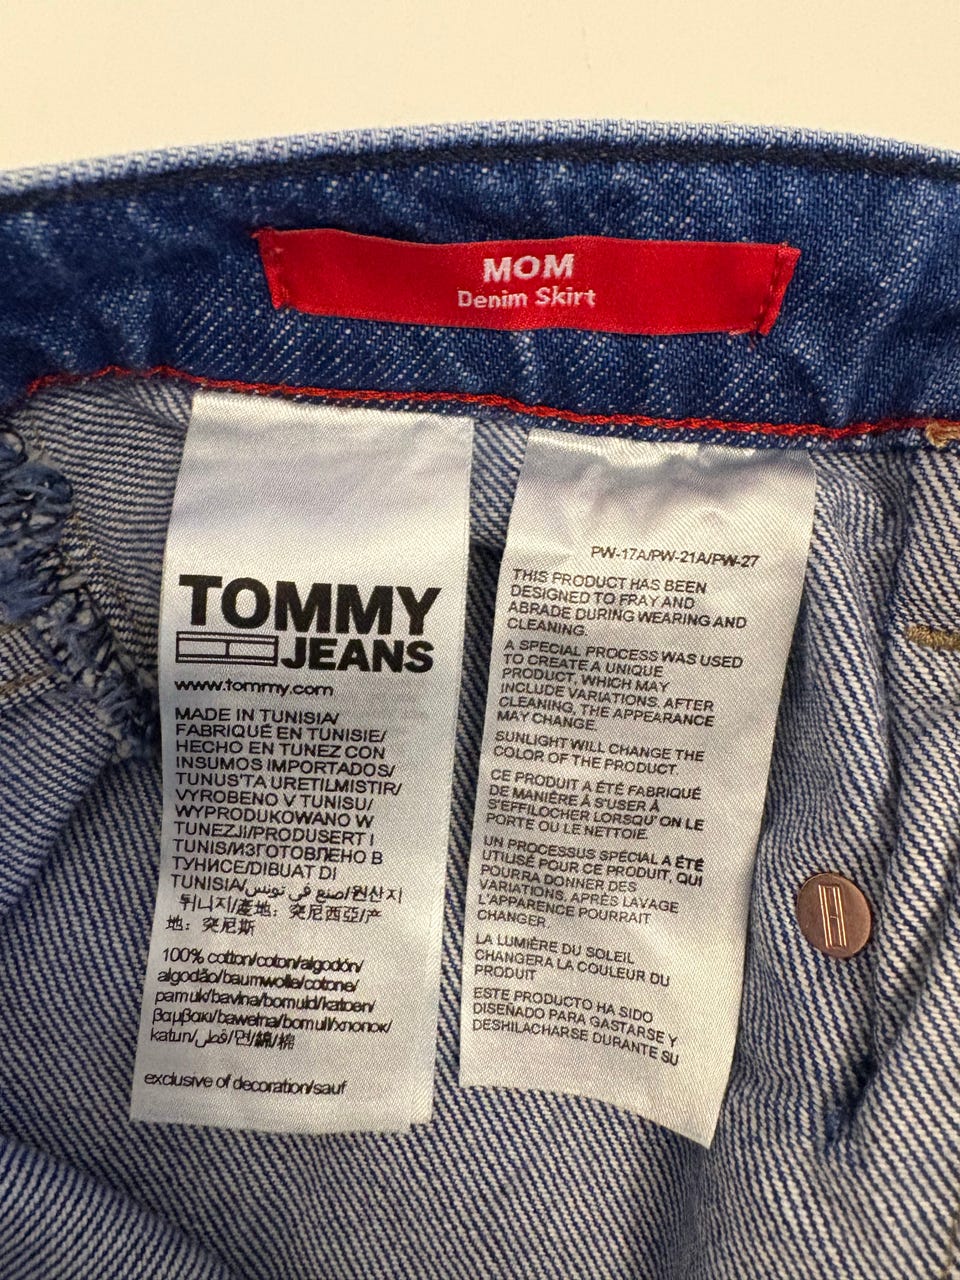 MOM
Denim Skirt
TOMMY
JEANS
www.tommy.com
MADE IN TUNISIA/
FABRIQUÉ EN TUNISIE/
HECHO EN TUNEZ CON
INSUMOS IMPORTADOS/
TUNUS'TA URETILMISTIR/
VYROBENO V TUNISU/
WYPRODUKOWANO W
TUNEZJI/PRODUSERT I
TUNIS/ИЗГОТОВЛЕНО В
ТУНИСЕ/DIBUAT DI
TUNISIA/صنع في تونس/원산지
튀니지/產地：突尼西亞/产
地：突尼斯
100% cotton/coton/algodón/
algodão/baumwolle/cotone/
pamuk/bavlna/bomuld/katoen/
βαμβακι/bawełna/bomull/хлопок/
katun/قطن/면/綿/棉
exclusive of decoration/sauf
PW-17A/PW-21A/PW-27
THIS PRODUCT HAS BEEN
DESIGNED TO FRAY AND
ABRADE DURING WEARING AND
CLEANING.
A SPECIAL PROCESS WAS USED
TO CREATE A UNIQUE
PRODUCT, WHICH MAY
INCLUDE VARIATIONS. AFTER
CLEANING, THE APPEARANCE
MAY CHANGE.
SUNLIGHT WILL CHANGE THE
COLOR OF THE PRODUCT.
CE PRODUIT A ÉTÉ FABRIQUÉ
DE MANIÈRE À S'USER À
S'EFFILOCHER LORSQU' ON LE
PORTE OU LE NETTOIE.
UN PROCESSUS SPÉCIAL A ÉTÉ
UTILISÉ POUR CE PRODUIT, QUI
POURRA DONNER DES
VARIATIONS. APRÈS LAVAGE
L'APPARENCE POURRAIT
CHANGER.
LA LUMIÈRE DU SOLEIL
CHANGERA LA COULEUR DU
PRODUIT
ESTE PRODUCTO HA SIDO
DISEÑADO PARA GASTARSE Y
DESHILACHARSE DURANTE SU